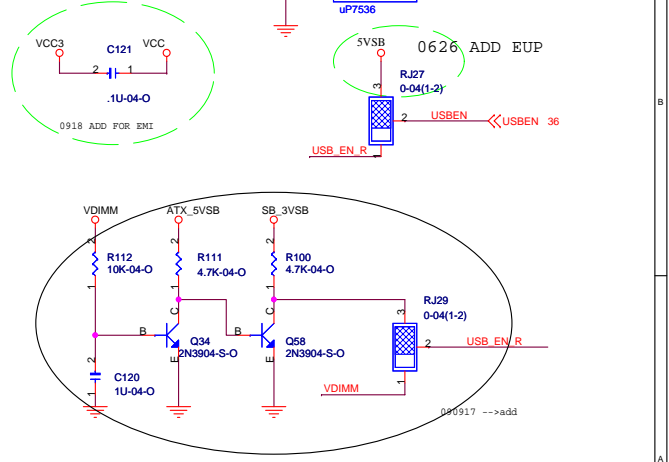 uP7536
VCC3
C121
VCC
2
1
.1U-04-O
0918 ADD FOR EMI
5VSB
0626 ADD EUP
RJ27
0-04(1-2)
3
2
USBEN
USBEN 36
USB_EN_R
1
B
VDIMM
ATX_5VSB
SB_3VSB
2
2
2
R112
10K-04-O
R111
4.7K-04-O
R100
4.7K-04-O
1
1
1
RJ29
0-04(1-2)
C
C
3
B
B
Q34
2N3904-S-O
Q58
2N3904-S-O
2
USB_EN_R
E
E
2
C120
1U-04-O
1
VDIMM
1
090917 -->add
A